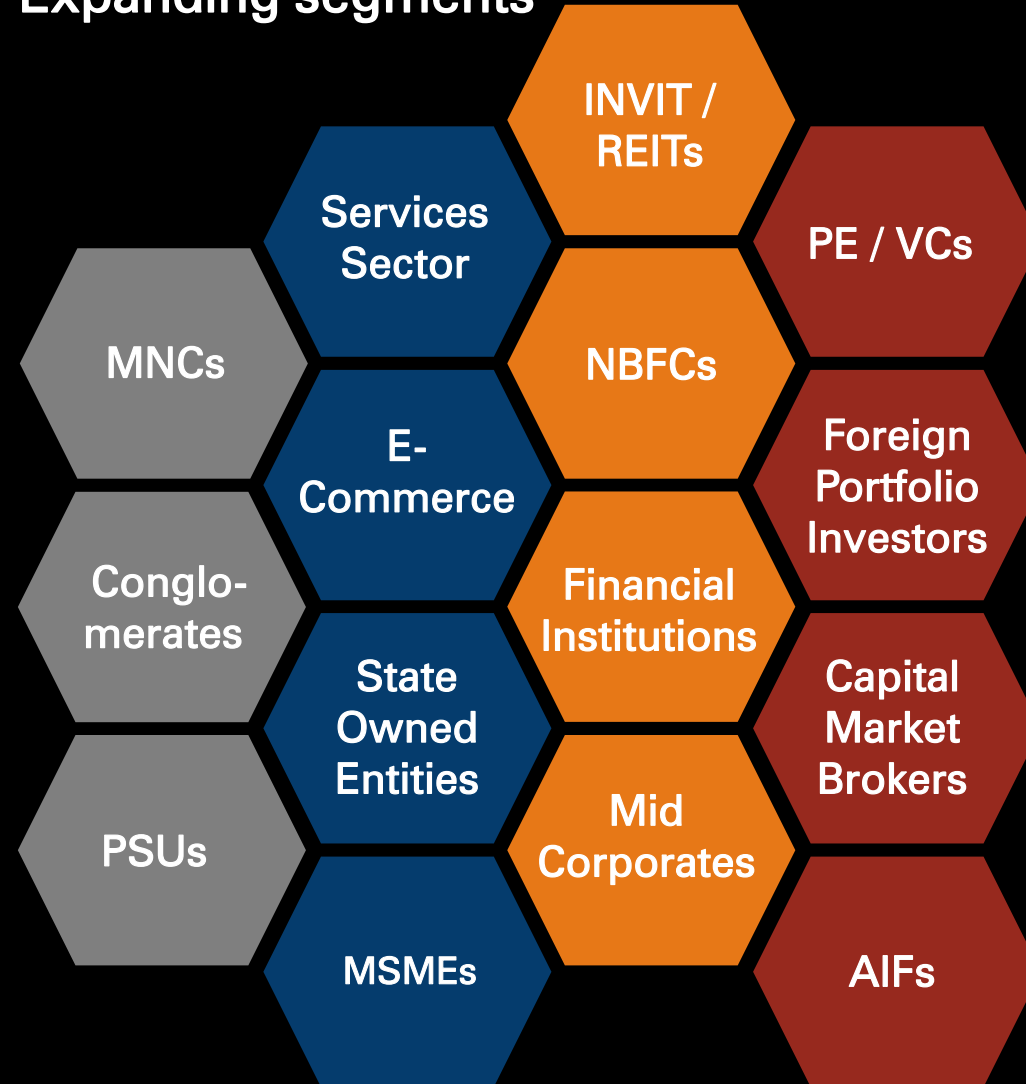 Expanding segments
INVIT /
REITs
Services
Sector
PE / VCs
MNCs
NBFCs
E-
Commerce
Foreign
Portfolio
Investors
Conglo-
merates
Financial
Institutions
State
Owned
Entities
Capital
Market
Brokers
PSUs
Mid
Corporates
MSMEs
AIFs